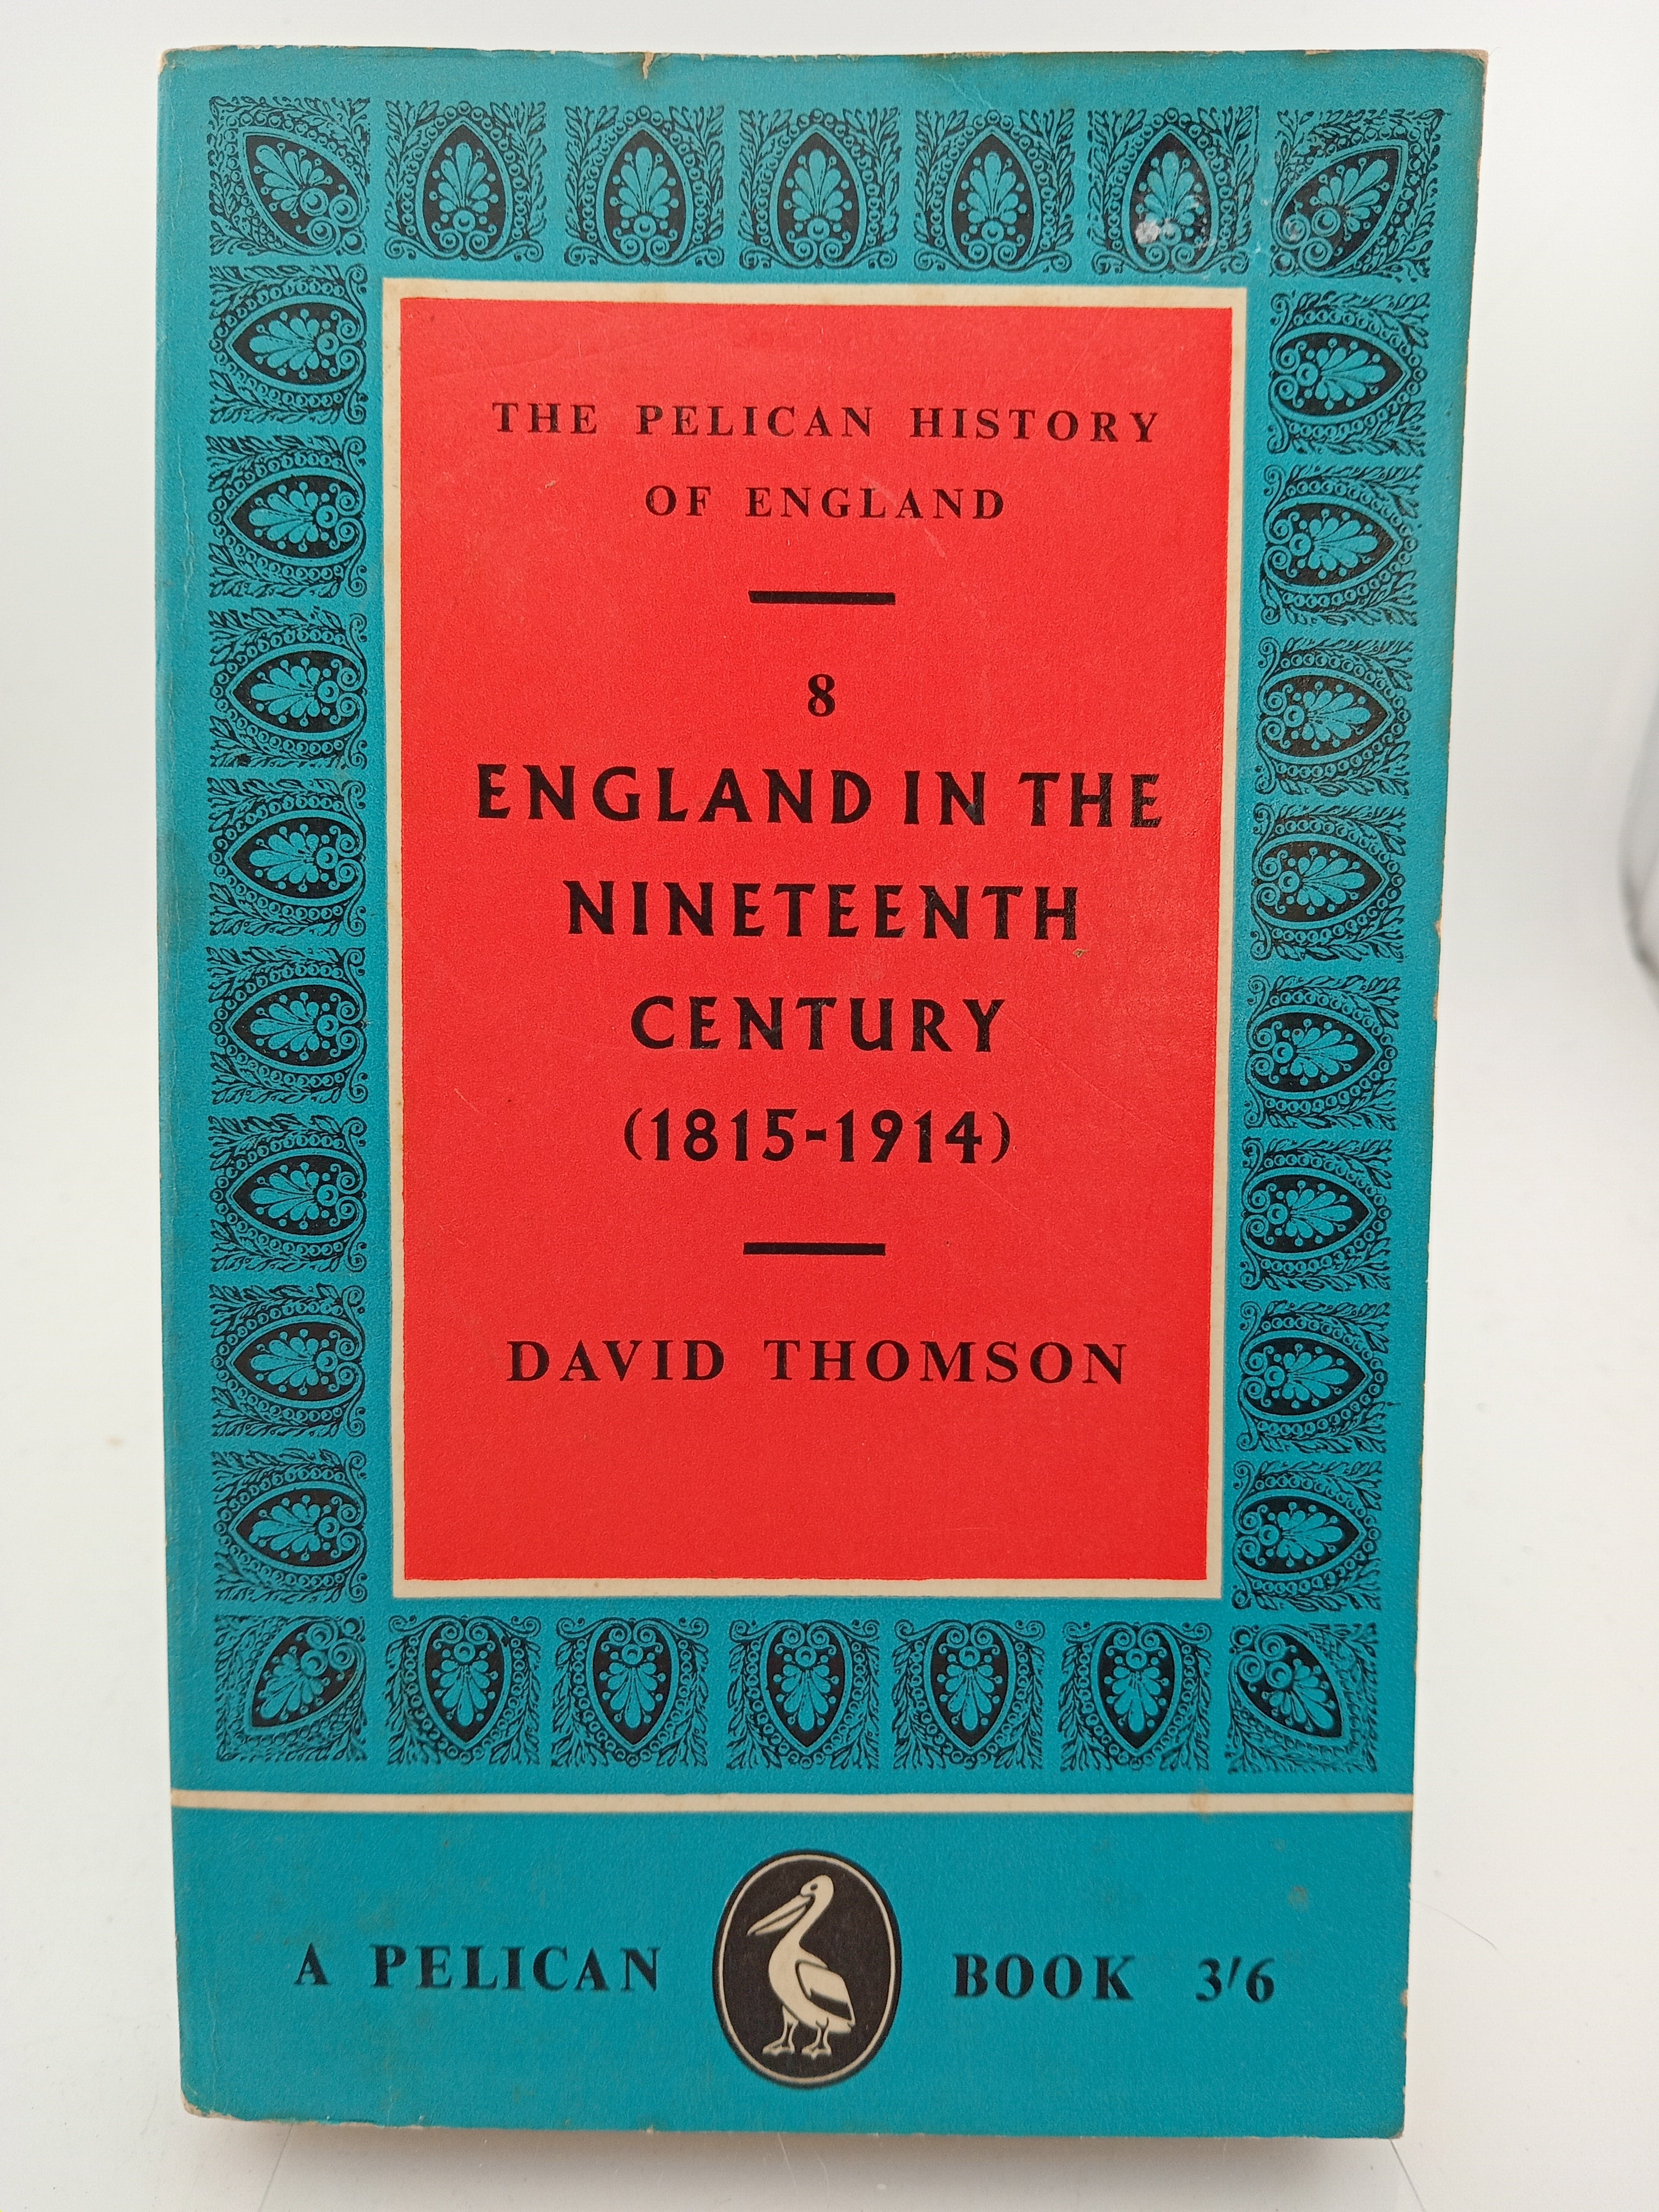 THE PELICAN HISTORY
OF ENGLAND
8
ENGLAND IN THE
NINETEENTH
CENTURY
(1815-1914)
DAVID THOMSON
A PELICAN BOOK 3'6